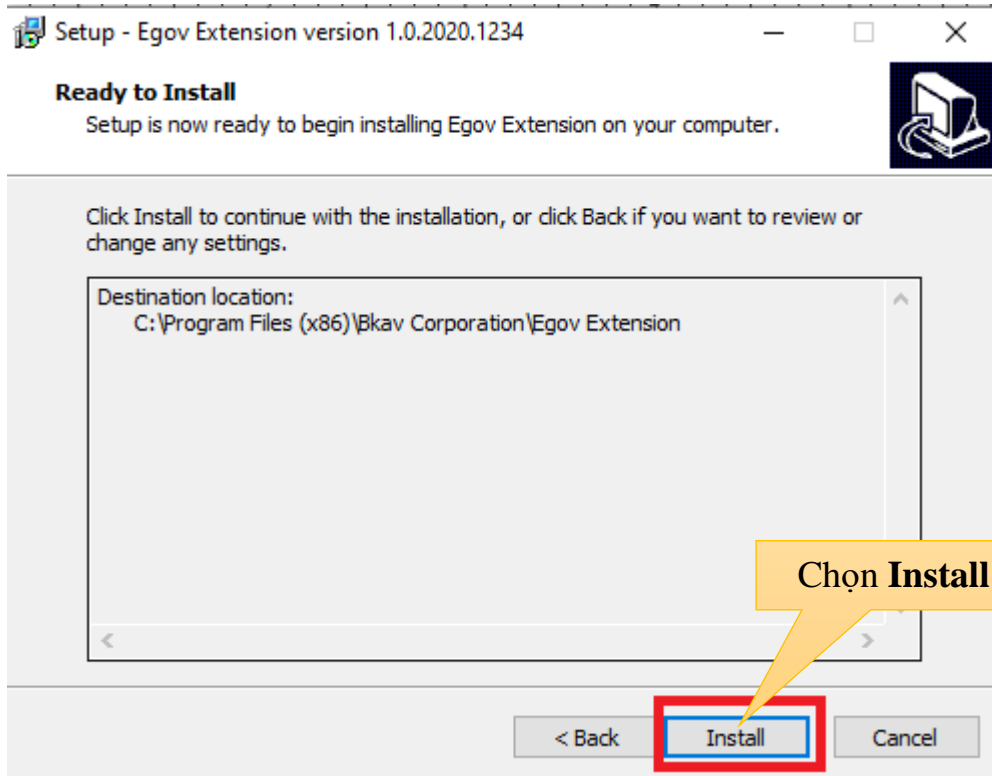 Setup - Egov Extension version 1.0.2020.1234
Ready to Install
Setup is now ready to begin installing Egov Extension on your computer.
Click Install to continue with the installation, or click Back if you want to review or
change any settings.
Destination location:
C:\Program Files (x86)\Bkav Corporation\Egov Extension
Chọn Install
< Back Install Cancel